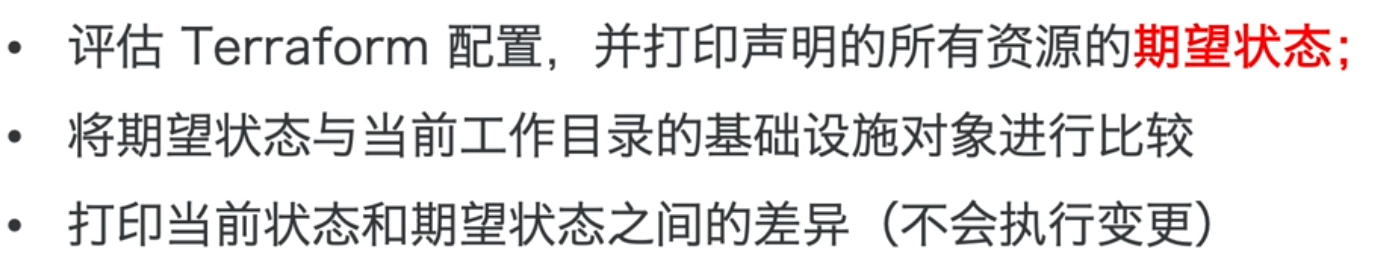 • 评估 Terraform 配置，并打印声明的所有资源的期望状态；
• 将期望状态与当前工作目录的基础设施对象进行比较
• 打印当前状态和期望状态之间的差异（不会执行变更）